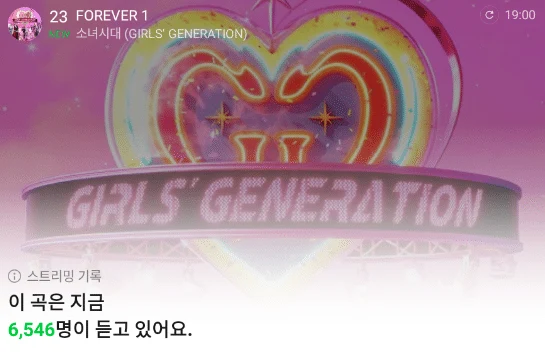 23 FOREVER 1
19:00
NEW 소녀시대 (GIRLS' GENERATION)
GIRLS' GENERATION
스트리밍 기록
이 곡은 지금
6,546명이 듣고 있어요.